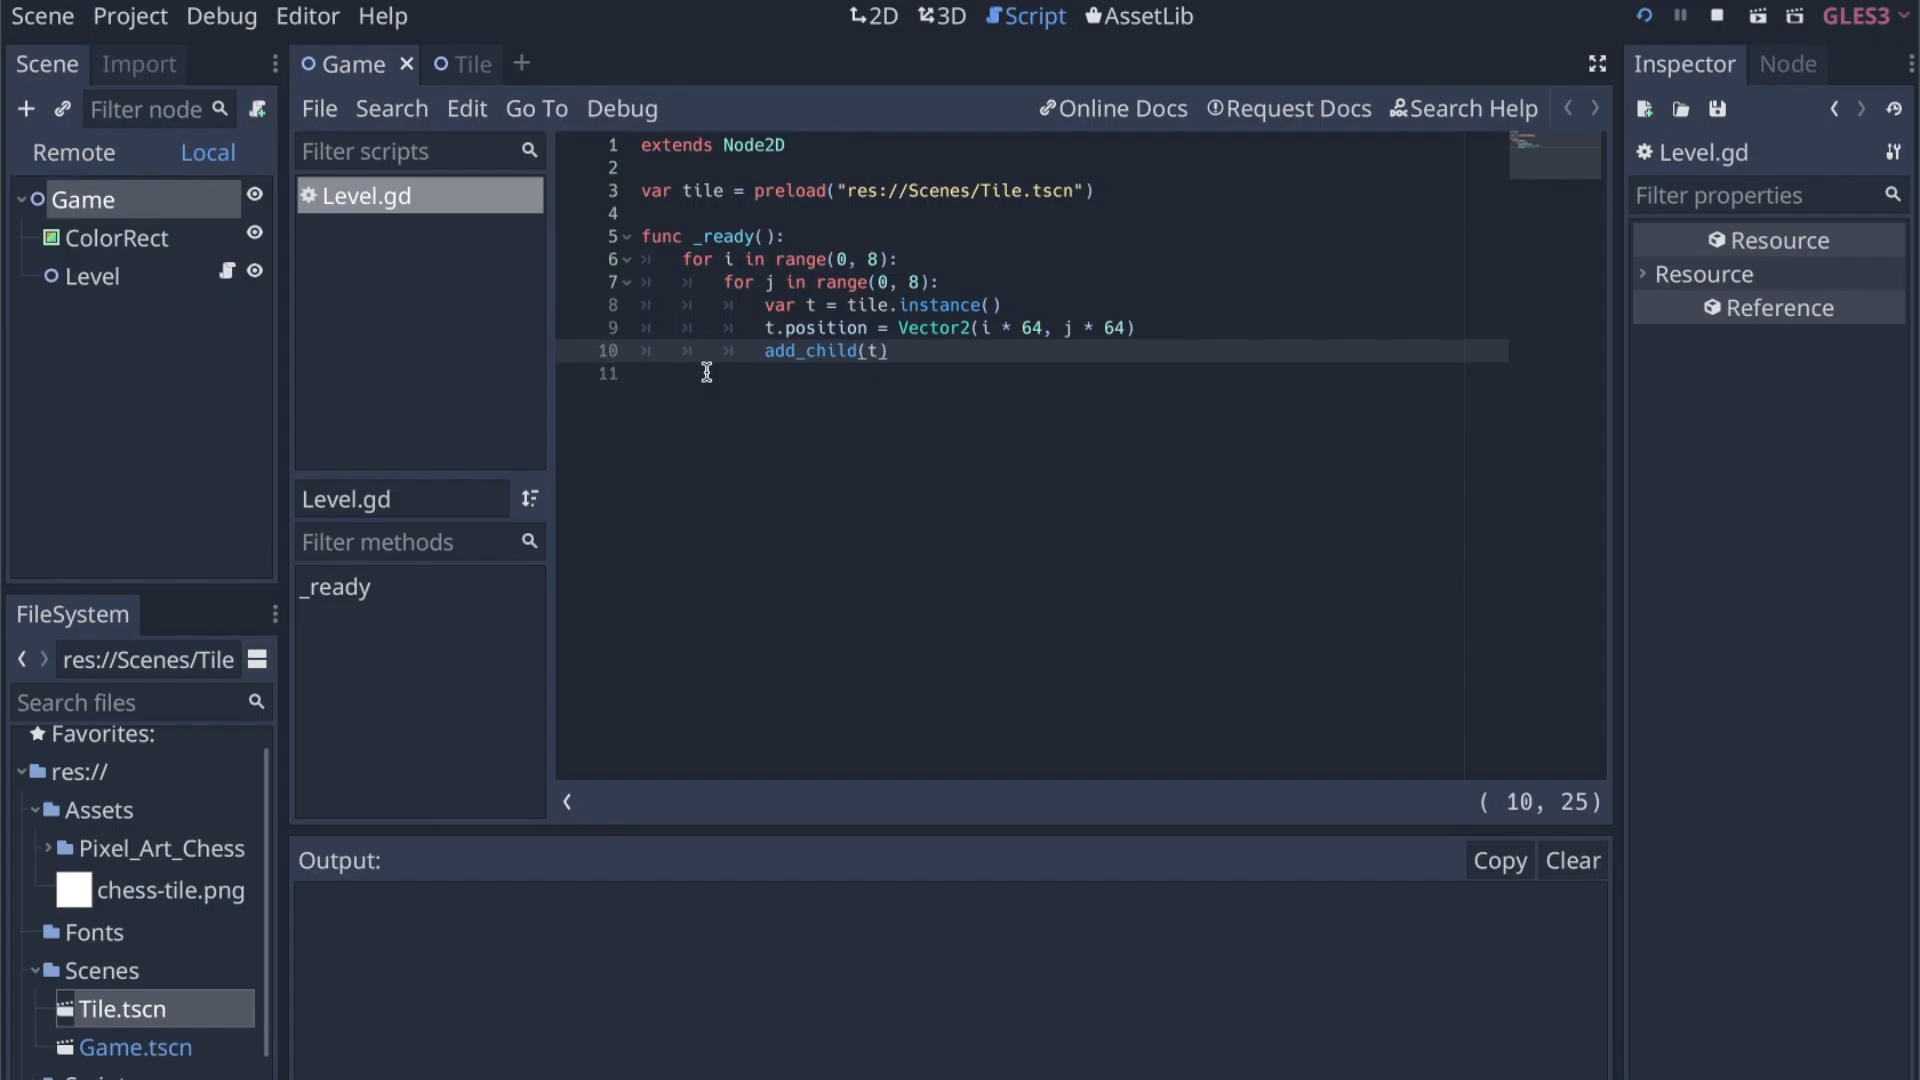 Scene Project Debug Editor Help
2D 3D Script AssetLib
GLES3
Scene Import
Filter node
Remote Local
Game
ColorRect
Level
FileSystem
res://Scenes/Tile
Search files
Favorites:
res://
Assets
Pixel_Art_Chess
chess-tile.png
Fonts
Scenes
Tile.tscn
Game.tscn
Game Tile
File Search Edit Go To Debug
Online Docs Request Docs Search Help
Filter scripts
Level.gd
Level.gd
Filter methods
_ready
1 extends Node2D
2
3 var tile = preload("res://Scenes/Tile.tscn")
4
5 func _ready():
6 for i in range(0, 8):
7 for j in range(0, 8):
8 var t = tile.instance()
9 t.position = Vector2(i * 64, j * 64)
10 add_child(t)
11
( 10, 25)
Output:
Copy Clear
Inspector Node
Level.gd
Filter properties
Resource
Resource
Reference